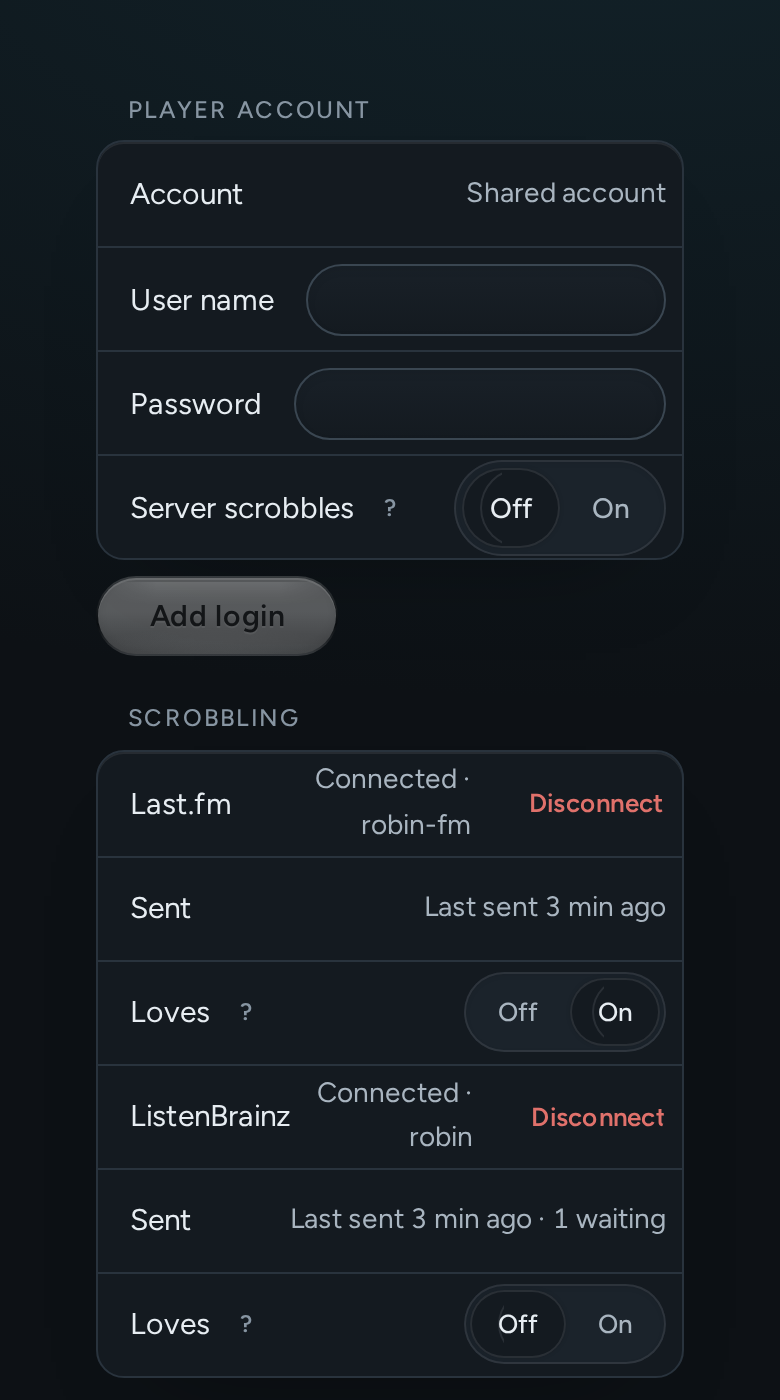 PLAYER ACCOUNT
Account Shared account
User name
Password
Server scrobbles ? Off On
Add login
SCROBBLING
Last.fm Connected · robin-fm Disconnect
Sent Last sent 3 min ago
Loves ? Off On
ListenBrainz Connected · robin Disconnect
Sent Last sent 3 min ago · 1 waiting
Loves ? Off On